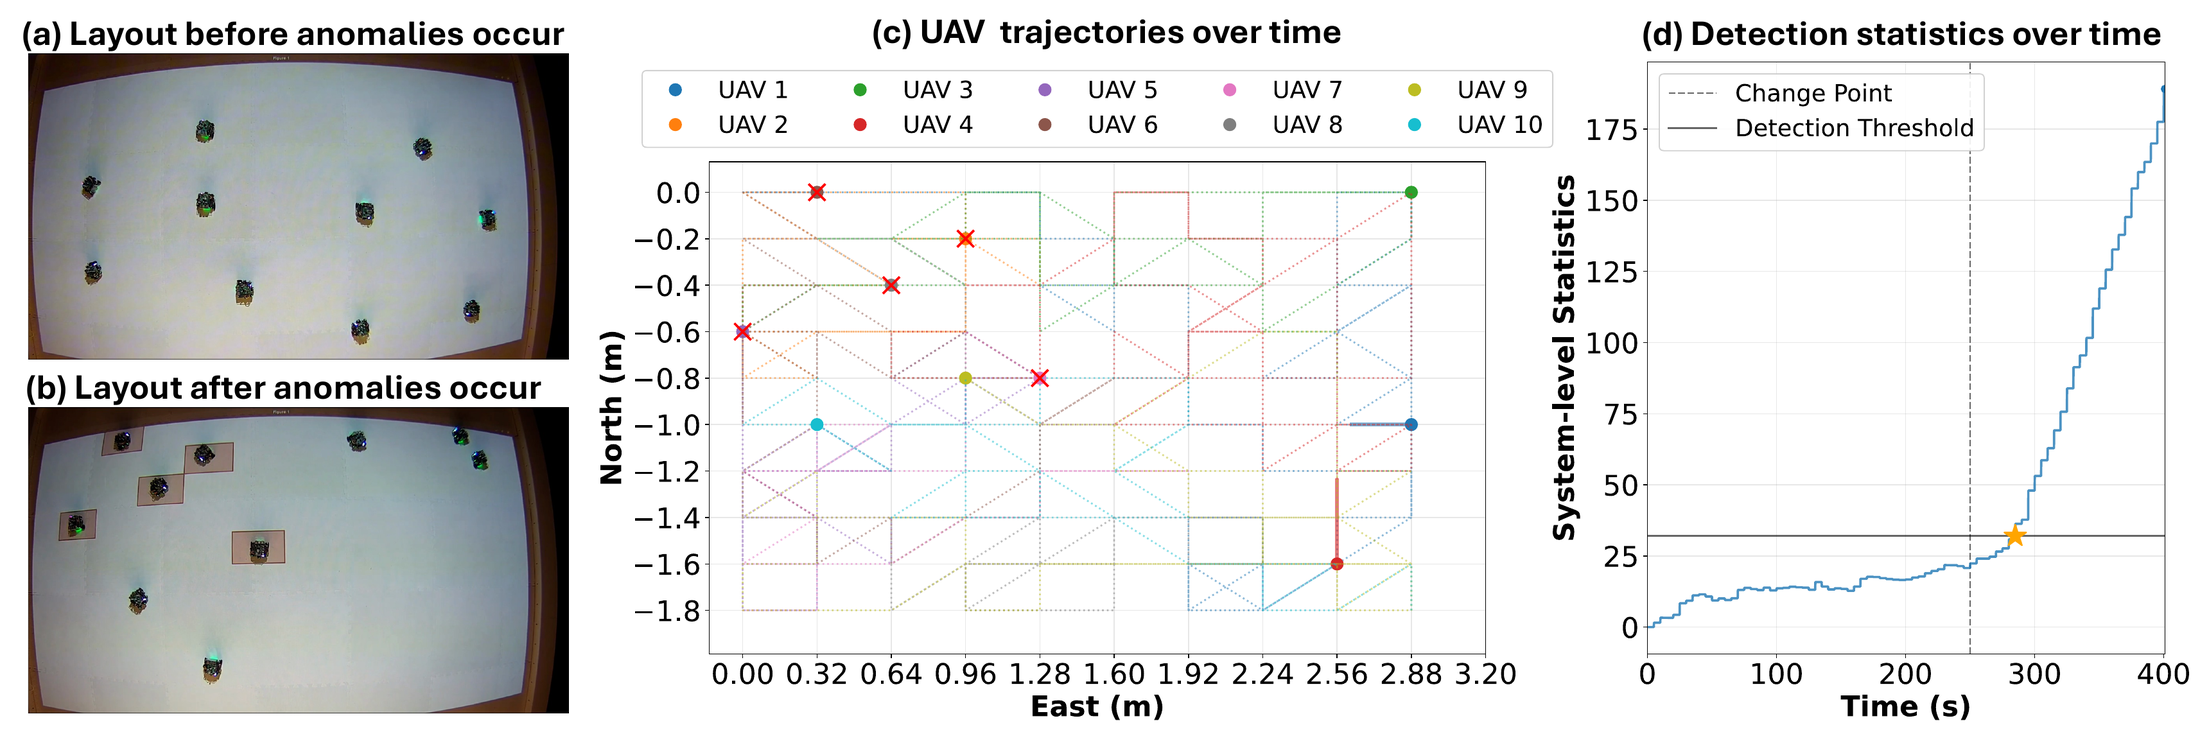 (a) Layout before anomalies occur
Figure 1
(b) Layout after anomalies occur
Figure 1
(c) UAV trajectories over time
UAV 1 UAV 3 UAV 5 UAV 7 UAV 9
UAV 2 UAV 4 UAV 6 UAV 8 UAV 10
North (m)
0.0
−0.2
−0.4
−0.6
−0.8
−1.0
−1.2
−1.4
−1.6
−1.8
0.00 0.32 0.64 0.96 1.28 1.60 1.92 2.24 2.56 2.88 3.20
East (m)
(d) Detection statistics over time
Change Point
Detection Threshold
System-level Statistics
175
150
125
100
75
50
25
0
0 100 200 300 400
Time (s)